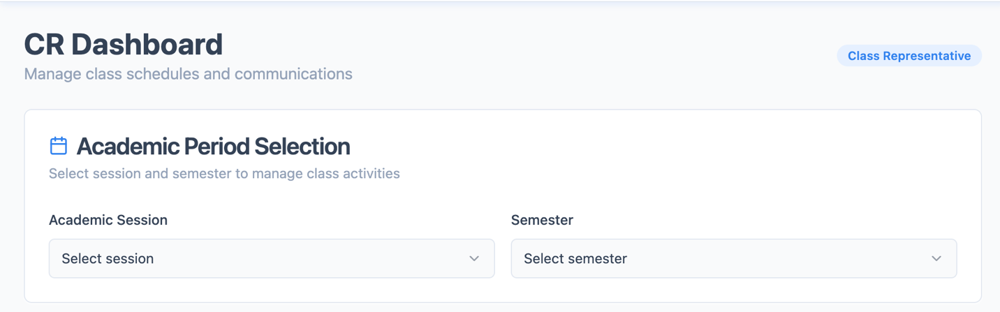 CR Dashboard
Manage class schedules and communications
Class Representative
Academic Period Selection
Select session and semester to manage class activities
Academic Session
Semester
Select session
Select semester